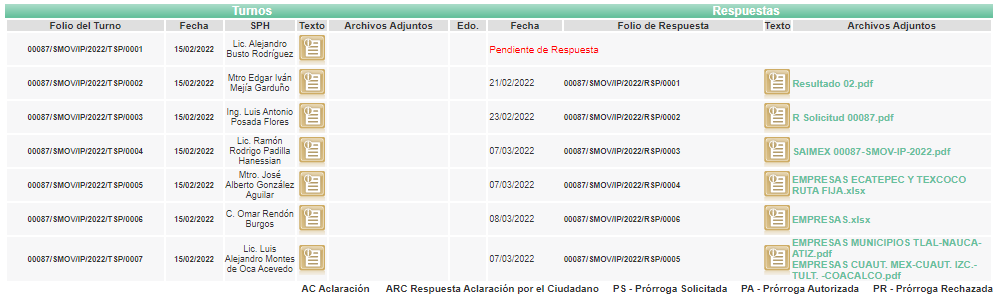 Turnos Respuestas
Folio del Turno Fecha SPH Texto Archivos Adjuntos Edo. Fecha Folio de Respuesta Texto Archivos Adjuntos
00087/SMOV/IP/2022/TSP/0001 15/02/2022 Lic. Alejandro
Busto Rodríguez
Pendiente de Respuesta
00087/SMOV/IP/2022/TSP/0002 15/02/2022 Mtro Edgar Iván
Mejía Garduño
21/02/2022 00087/SMOV/IP/2022/RSP/0001 Resultado 02.pdf
00087/SMOV/IP/2022/TSP/0003 15/02/2022 Ing. Luis Antonio
Posada Flores
23/02/2022 00087/SMOV/IP/2022/RSP/0002 R Solicitud 00087.pdf
00087/SMOV/IP/2022/TSP/0004 15/02/2022 Lic. Ramón
Rodrigo Padilla
Hanessian
07/03/2022 00087/SMOV/IP/2022/RSP/0003 SAIMEX 00087-SMOV-IP-2022.pdf
00087/SMOV/IP/2022/TSP/0005 15/02/2022 Mtro. José
Alberto González
Aguilar
07/03/2022 00087/SMOV/IP/2022/RSP/0004 EMPRESAS ECATEPEC Y TEXCOCO
RUTA FIJA.xlsx
00087/SMOV/IP/2022/TSP/0006 15/02/2022 C. Omar Rendón
Burgos
08/03/2022 00087/SMOV/IP/2022/RSP/0006 EMPRESAS.xlsx
00087/SMOV/IP/2022/TSP/0007 15/02/2022 Lic. Luis
Alejandro Montes
de Oca Acevedo
07/03/2022 00087/SMOV/IP/2022/RSP/0005 EMPRESAS MUNICIPIOS TLAL-NAUCA-
ATIZ.pdf
EMPRESAS CUAUT. MEX-CUAUT. IZC.-
TULT. -COACALCO.pdf
AC Aclaración ARC Respuesta Aclaración por el Ciudadano PS - Prórroga Solicitada PA - Prórroga Autorizada PR - Prórroga Rechazada